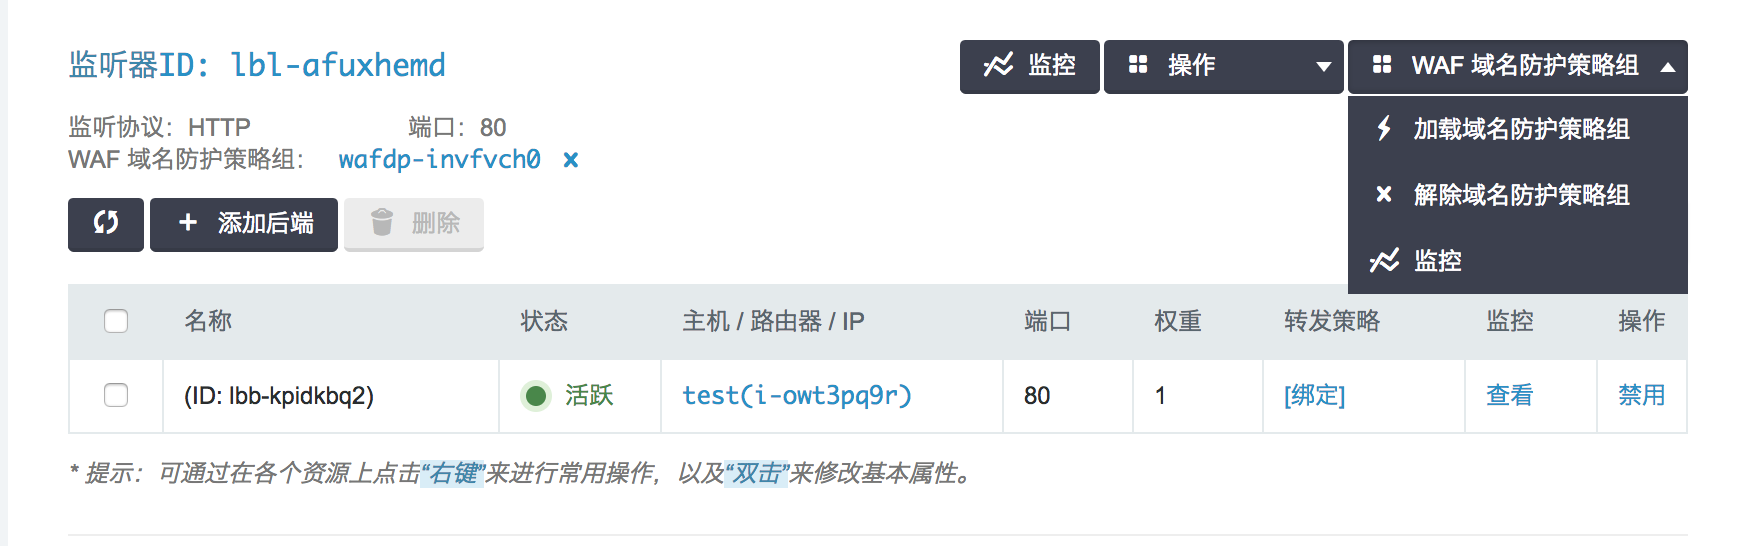 监听器ID: lbl-afuxhemd
监控
操作
WAF 域名防护策略组
监听协议: HTTP
端口: 80
加载域名防护策略组
WAF 域名防护策略组: wafdp-invfvch0
解除域名防护策略组
添加后端
删除
监控
名称 状态 主机 / 路由器 / IP 端口 权重 转发策略 监控 操作
(ID: lbb-kpidkbq2) 活跃 test(i-owt3pq9r) 80 1 [绑定] 查看 禁用
* 提示: 可通过在各个资源上点击“右键”来进行常用操作, 以及“双击”来修改基本属性。